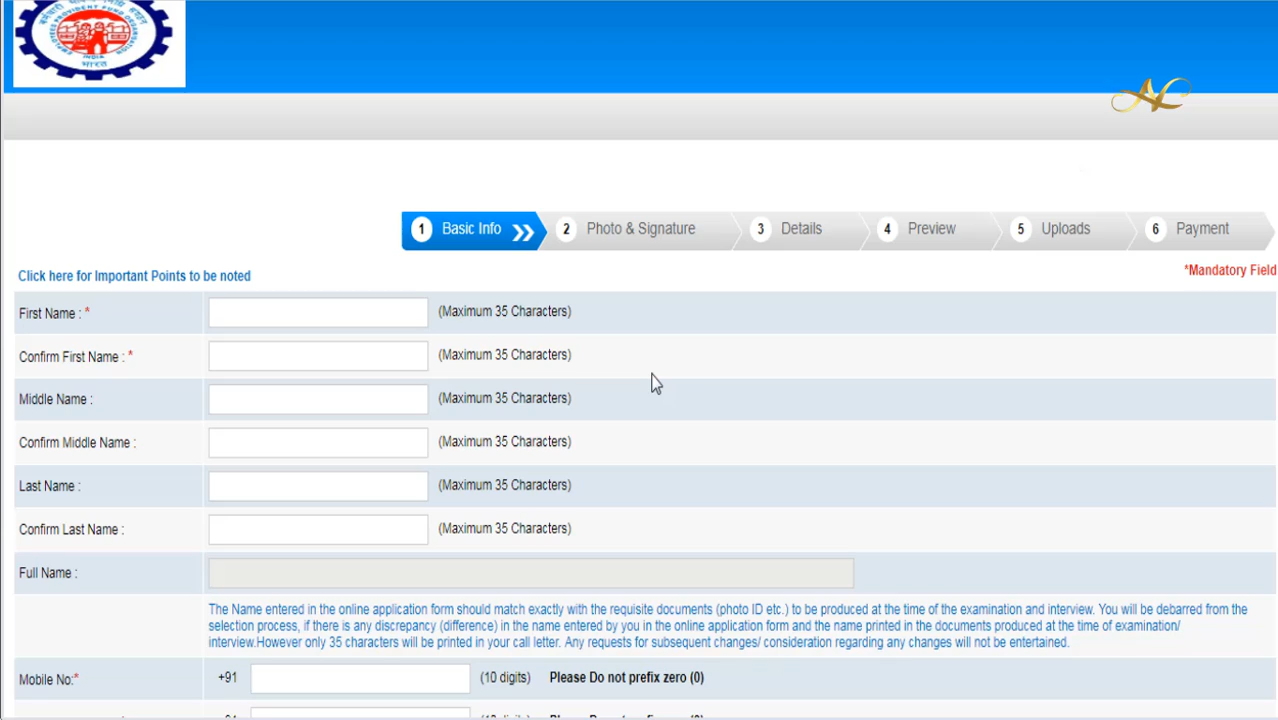 EMPLOYEES PROVIDENT FUND ORGANISATION
INDIA
भारत
1 Basic Info
2 Photo & Signature
3 Details
4 Preview
5 Uploads
6 Payment
Click here for Important Points to be noted
*Mandatory Field
First Name : *
(Maximum 35 Characters)
Confirm First Name : *
(Maximum 35 Characters)
Middle Name :
(Maximum 35 Characters)
Confirm Middle Name :
(Maximum 35 Characters)
Last Name :
(Maximum 35 Characters)
Confirm Last Name :
(Maximum 35 Characters)
Full Name :
The Name entered in the online application form should match exactly with the requisite documents (photo ID etc.) to be produced at the time of the examination and interview. You will be debarred from the
selection process, if there is any discrepancy (difference) in the name entered by you in the online application form and the name printed in the documents produced at the time of examination/
interview.However only 35 characters will be printed in your call letter. Any requests for subsequent changes/ consideration regarding any changes will not be entertained.
Mobile No:*
+91
(10 digits)
Please Do not prefix zero (0)